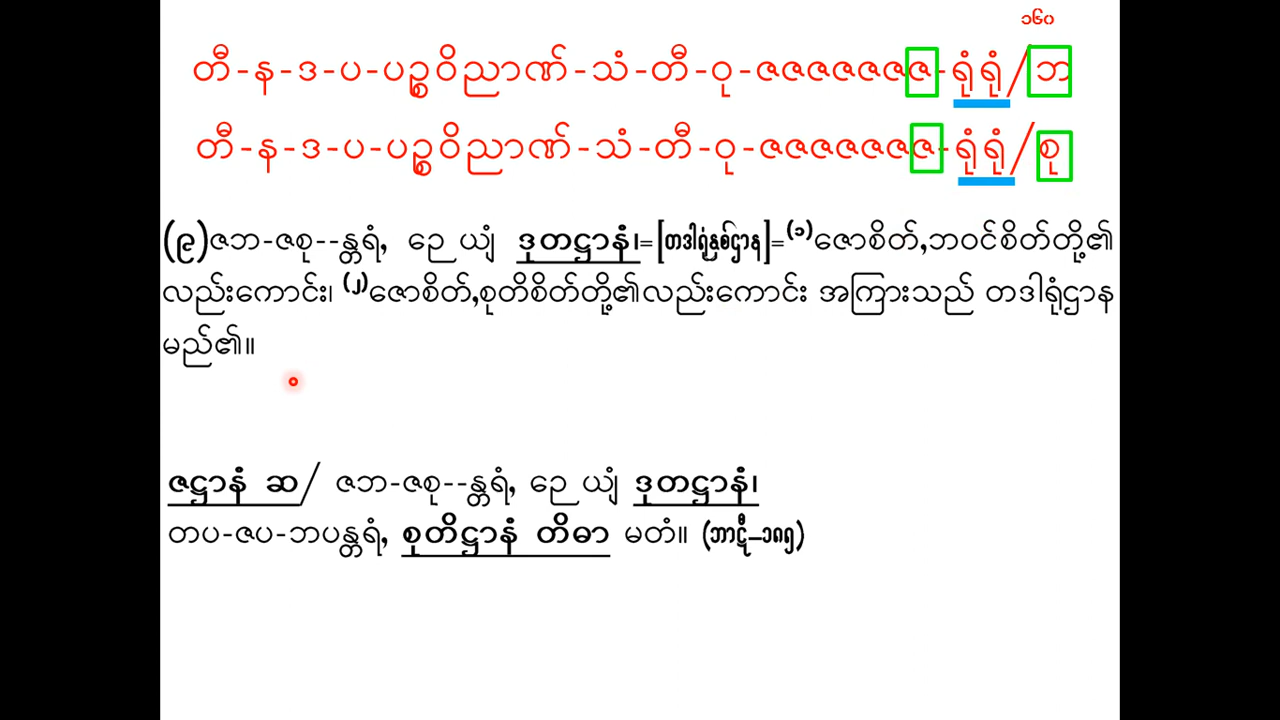 ၁၆၀
တီ-န-ဒ-ပ-ပဉ္စဝိညာဏ်-သံ-တီ-ဝု-ဇဇဇဇဇဇဇ-ရုံရုံ/ဘ
တီ-န-ဒ-ပ-ပဉ္စဝိညာဏ်-သံ-တီ-ဝု-ဇဇဇဇဇဇဇ-ရုံရုံ/စု
(၉)ဇဘ-ဇစု--န္တရံ, ဉေ ယျံ ဒုတဋ္ဌာနံ၊=[တဒါရုံနှစ်ဌာန]=(၁)ဇောစိတ်,ဘဝင်စိတ်တို့၏
လည်းကောင်း၊ (၂)ဇောစိတ်,စုတိစိတ်တို့၏လည်းကောင်း အကြားသည် တဒါရုံဌာန
မည်၏။
ဇဋ္ဌာနံ ဆ/ ဇဘ-ဇစု--န္တရံ, ဉေ ယျံ ဒုတဋ္ဌာနံ၊
တပ-ဇပ-ဘပန္တရံ, စုတိဋ္ဌာနံ တိဓာ မတံ။ (ဘာဋီ–၁၈၅)